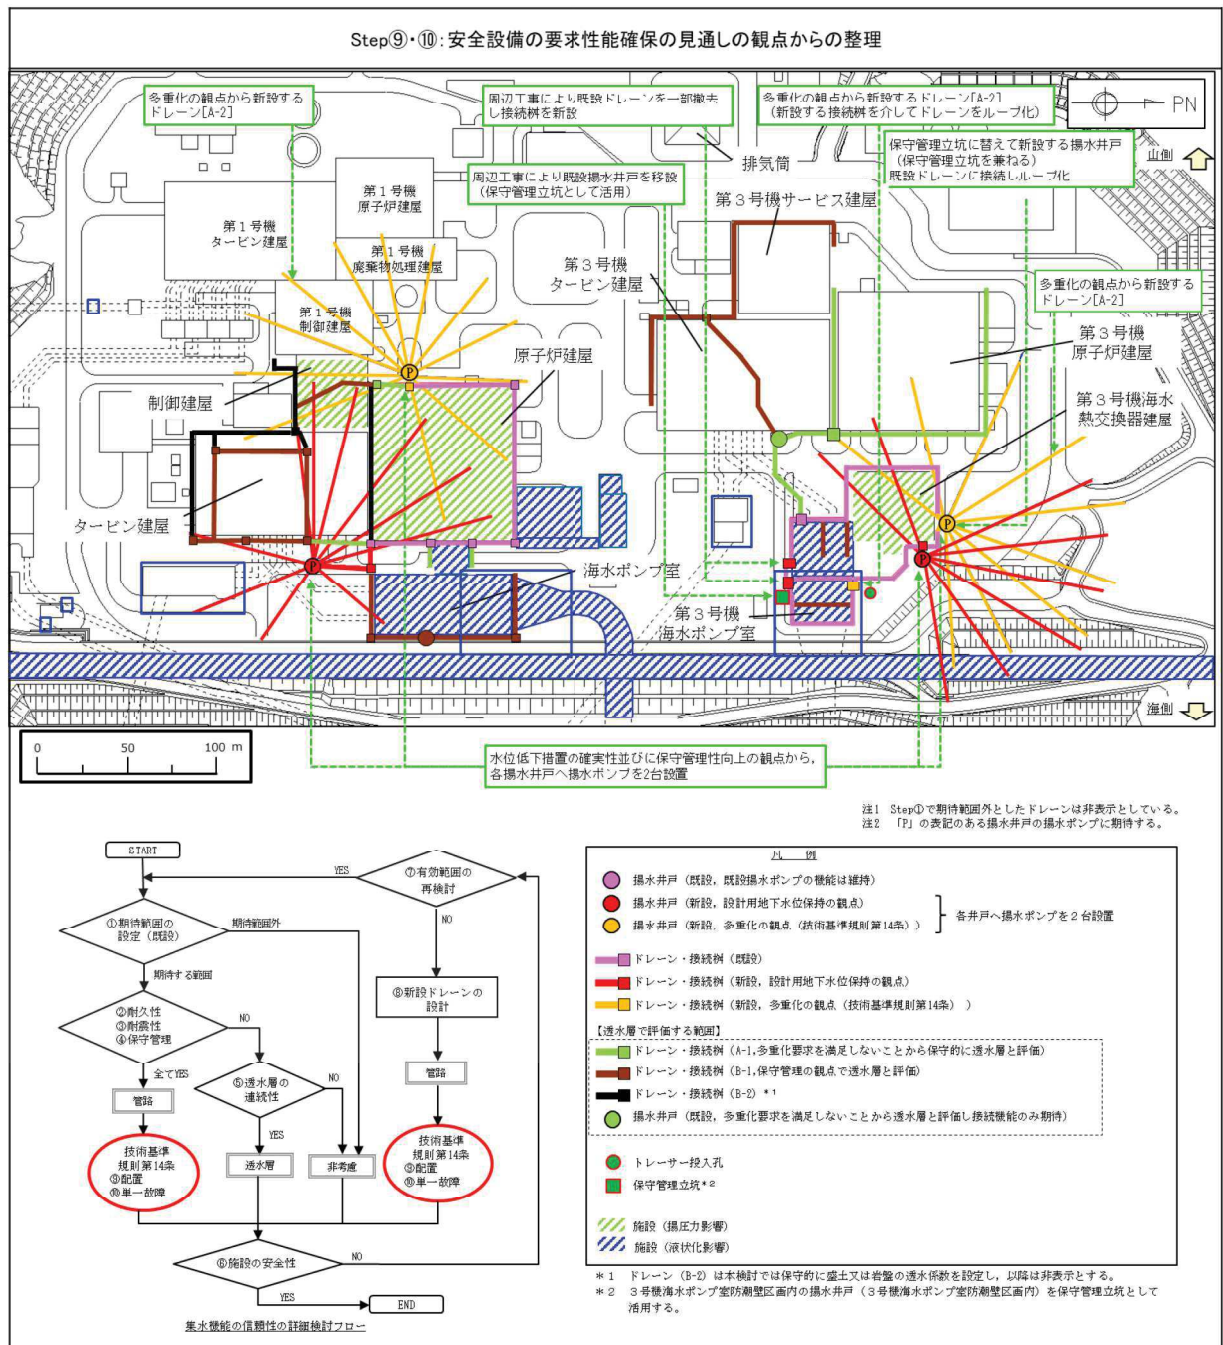 Step⑨・⑩：安全設備の要求性能確保の見通しの観点からの整理
多重化の観点から新設する
ドレーン[A-2]
周辺工事により既設ドレーンを一部撤去
し接続桝を新設
多重化の観点から新設するドレーン[A-2]
（新設する接続桝を介してドレーンをループ化）
PN
保守管理立坑に替えて新設する揚水井戸
（保守管理立坑を兼ねる）
既設ドレーンに接続しループ化
山側
周辺工事により既設揚水井戸を移設
（保守管理立坑として活用）
排気筒
第３号機サービス建屋
第１号機
原子炉建屋
第１号機
タービン建屋
第１号機
廃棄物処理建屋
第３号機
タービン建屋
多重化の観点から新設する
ドレーン[A-2]
第１号機
制御建屋
原子炉建屋
第３号機
原子炉建屋
P
制御建屋
第３号機海水
熱交換器建屋
タービン建屋
P
P
P
海水ポンプ室
第３号機
海水ポンプ室
海側
0 50 100 m
水位低下措置の確実性並びに保守管理性向上の観点から，
各揚水井戸へ揚水ポンプを2台設置
注1 Step①で期待範囲外としたドレーンは非表示としている。
注2 「P」の表記のある揚水井戸の揚水ポンプに期待する。
START
YES
⑦有効範囲の
再検討
①期待範囲の
設定（既設）
期待範囲外
NO
期待する範囲
⑧新設ドレーンの
設計
②耐久性
③耐震性
④保守管理
NO
全てYES
管路
⑤透水層の
連続性
NO
管路
YES
技術基準
規則第14条
⑨配置
⑩単一故障
透水層
非考慮
技術基準
規則第14条
⑨配置
⑩単一故障
⑥施設の安全性
NO
YES
END
集水機能の信頼性の詳細検討フロー
凡 例
揚水井戸（既設，既設揚水ポンプの機能は維持）
揚水井戸（新設，設計用地下水位保持の観点）
揚水井戸（新設，多重化の観点（技術基準規則第14条））
各井戸へ揚水ポンプを２台設置
ドレーン・接続桝（既設）
ドレーン・接続桝（新設，設計用地下水位保持の観点）
ドレーン・接続桝（新設，多重化の観点（技術基準規則第14条））
【透水層で評価する範囲】
ドレーン・接続桝（A-1,多重化要求を満足しないことから保守的に透水層と評価）
ドレーン・接続桝（B-1,保守管理の観点で透水層と評価）
ドレーン・接続桝（B-2）*¹
揚水井戸（既設，多重化要求を満足しないことから透水層と評価し接続機能のみ期待）
トレーサー投入孔
保守管理立坑*²
施設（揚圧力影響）
施設（液状化影響）
＊１ ドレーン（B-2）は本検討では保守的に盛土又は岩盤の透水係数を設定し，以降は非表示とする。
＊２ ３号機海水ポンプ室防潮壁区画内の揚水井戸（３号機海水ポンプ室防潮壁区画内）を保守管理立坑として
活用する。